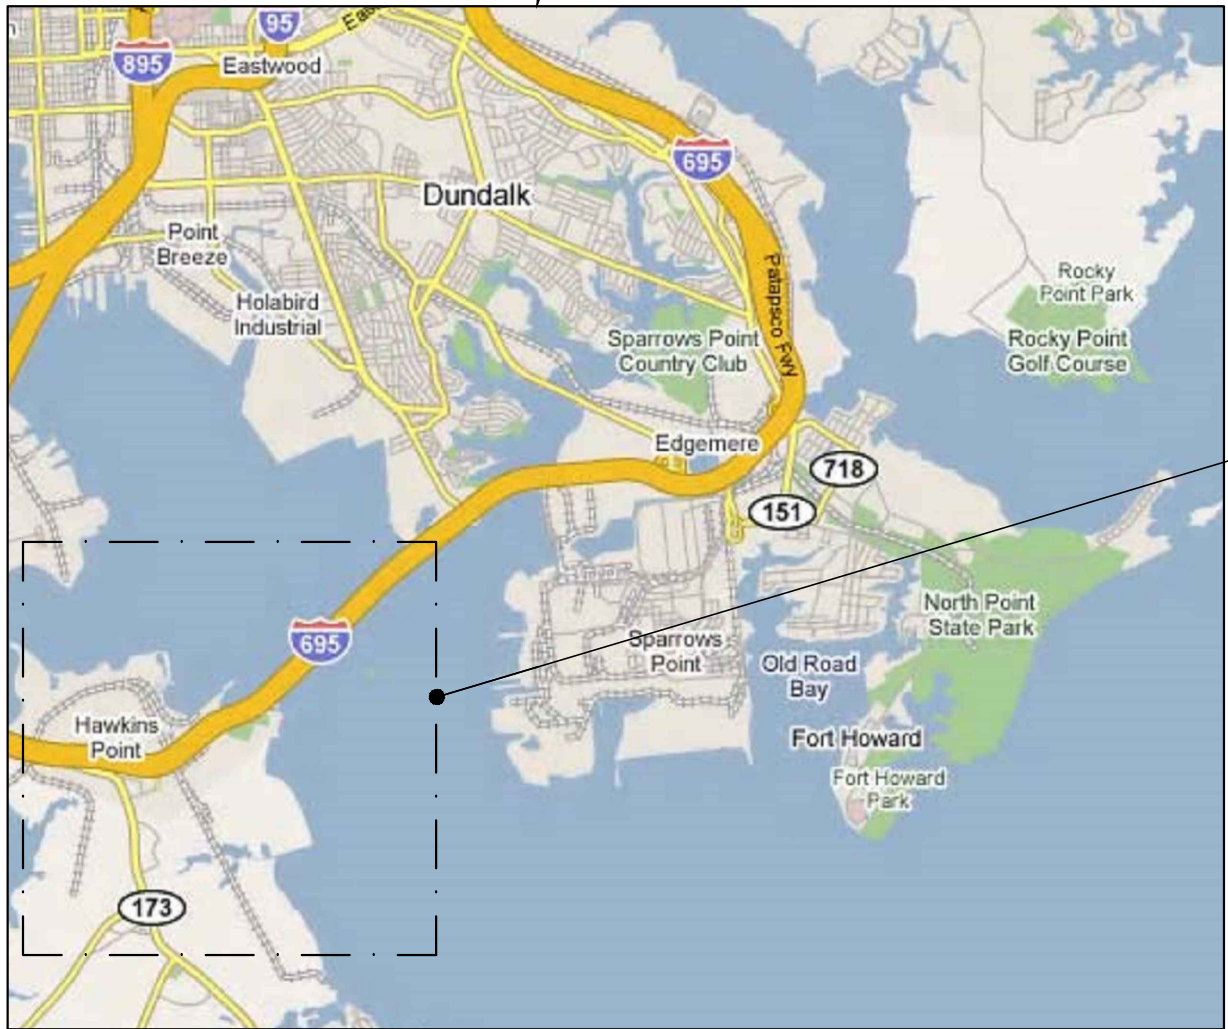 95
895
Eastwood
695
Dundalk
Point
Breeze
Patapsco Fwy
Holabird
Industrial
Rocky
Point Park
Sparrows Point
Country Club
Rocky Point
Golf Course
Edgemere
718
151
North Point
State Park
695
Sparrows
Point
Old Road
Bay
Hawkins
Point
Fort Howard
Fort Howard
Park
173